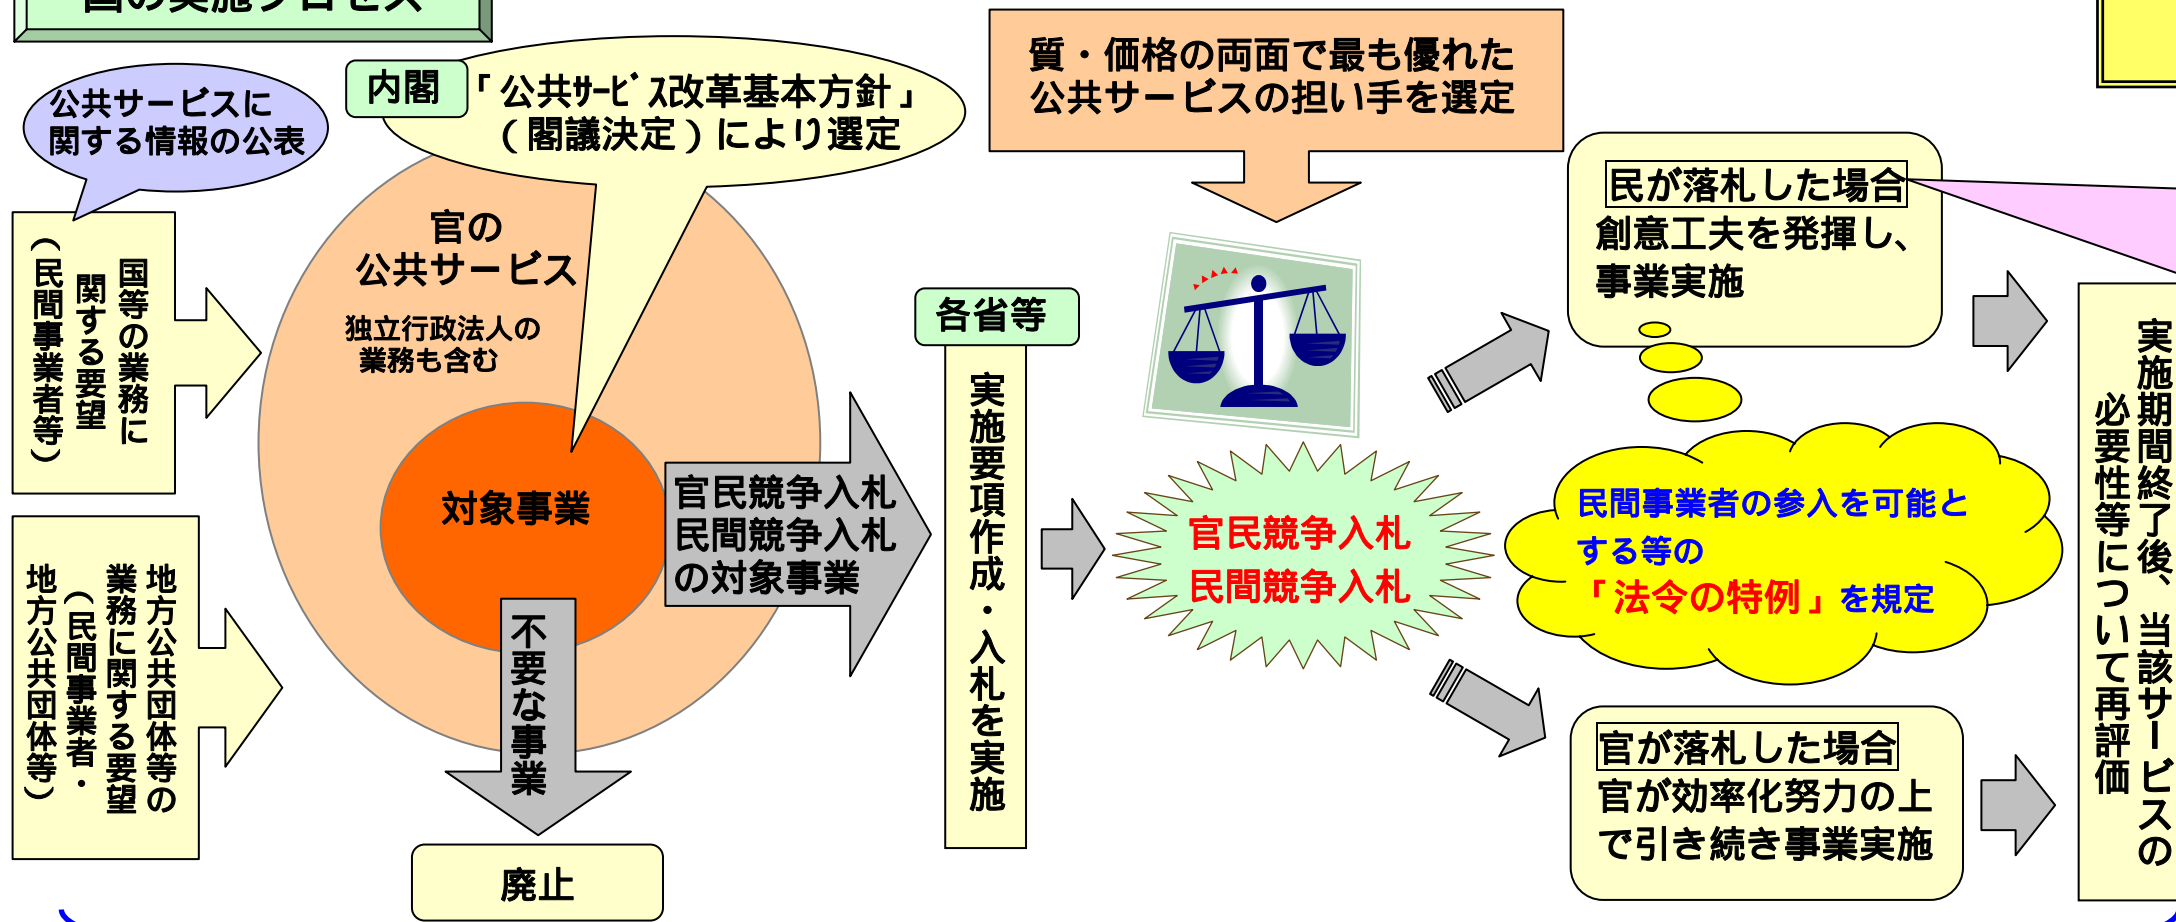 国の実施プロセス
公共サービスに
関する情報の公表
内閣
「公共サービス改革基本方針」
(閣議決定)により選定
質・価格の両面で最も優れた
公共サービスの担い手を選定
国等の業務に
関する要望
(民間事業者等)
地方公共団体等の
業務に関する要望
(民間事業者・
地方公共団体等)
官の
公共サービス
独立行政法人の
業務も含む
対象事業
官民競争入札
民間競争入札
の対象事業
不要な事業
廃止
各省等
実施要項作成・入札を実施
官民競争入札
民間競争入札
民が落札した場合
創意工夫を発揮し、
事業実施
民間事業者の参入を可能と
する等の
「法令の特例」を規定
官が落札した場合
官が効率化努力の上
で引き続き事業実施
実施期間終了後、当該サービスの
必要性等について再評価